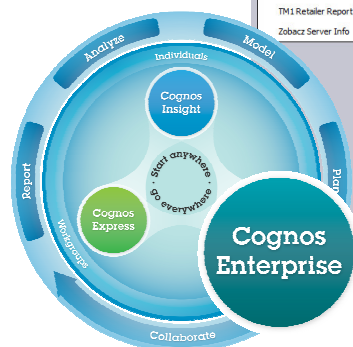 TM1 Retailer Report
Zobacz Server Info
Analyze
Model
Individuals
Cognos
Insight
Start anywhere
go everywhere
Report
Plan
Cognos
Express
Cognos
Enterprise
Workgroups
Collaborate